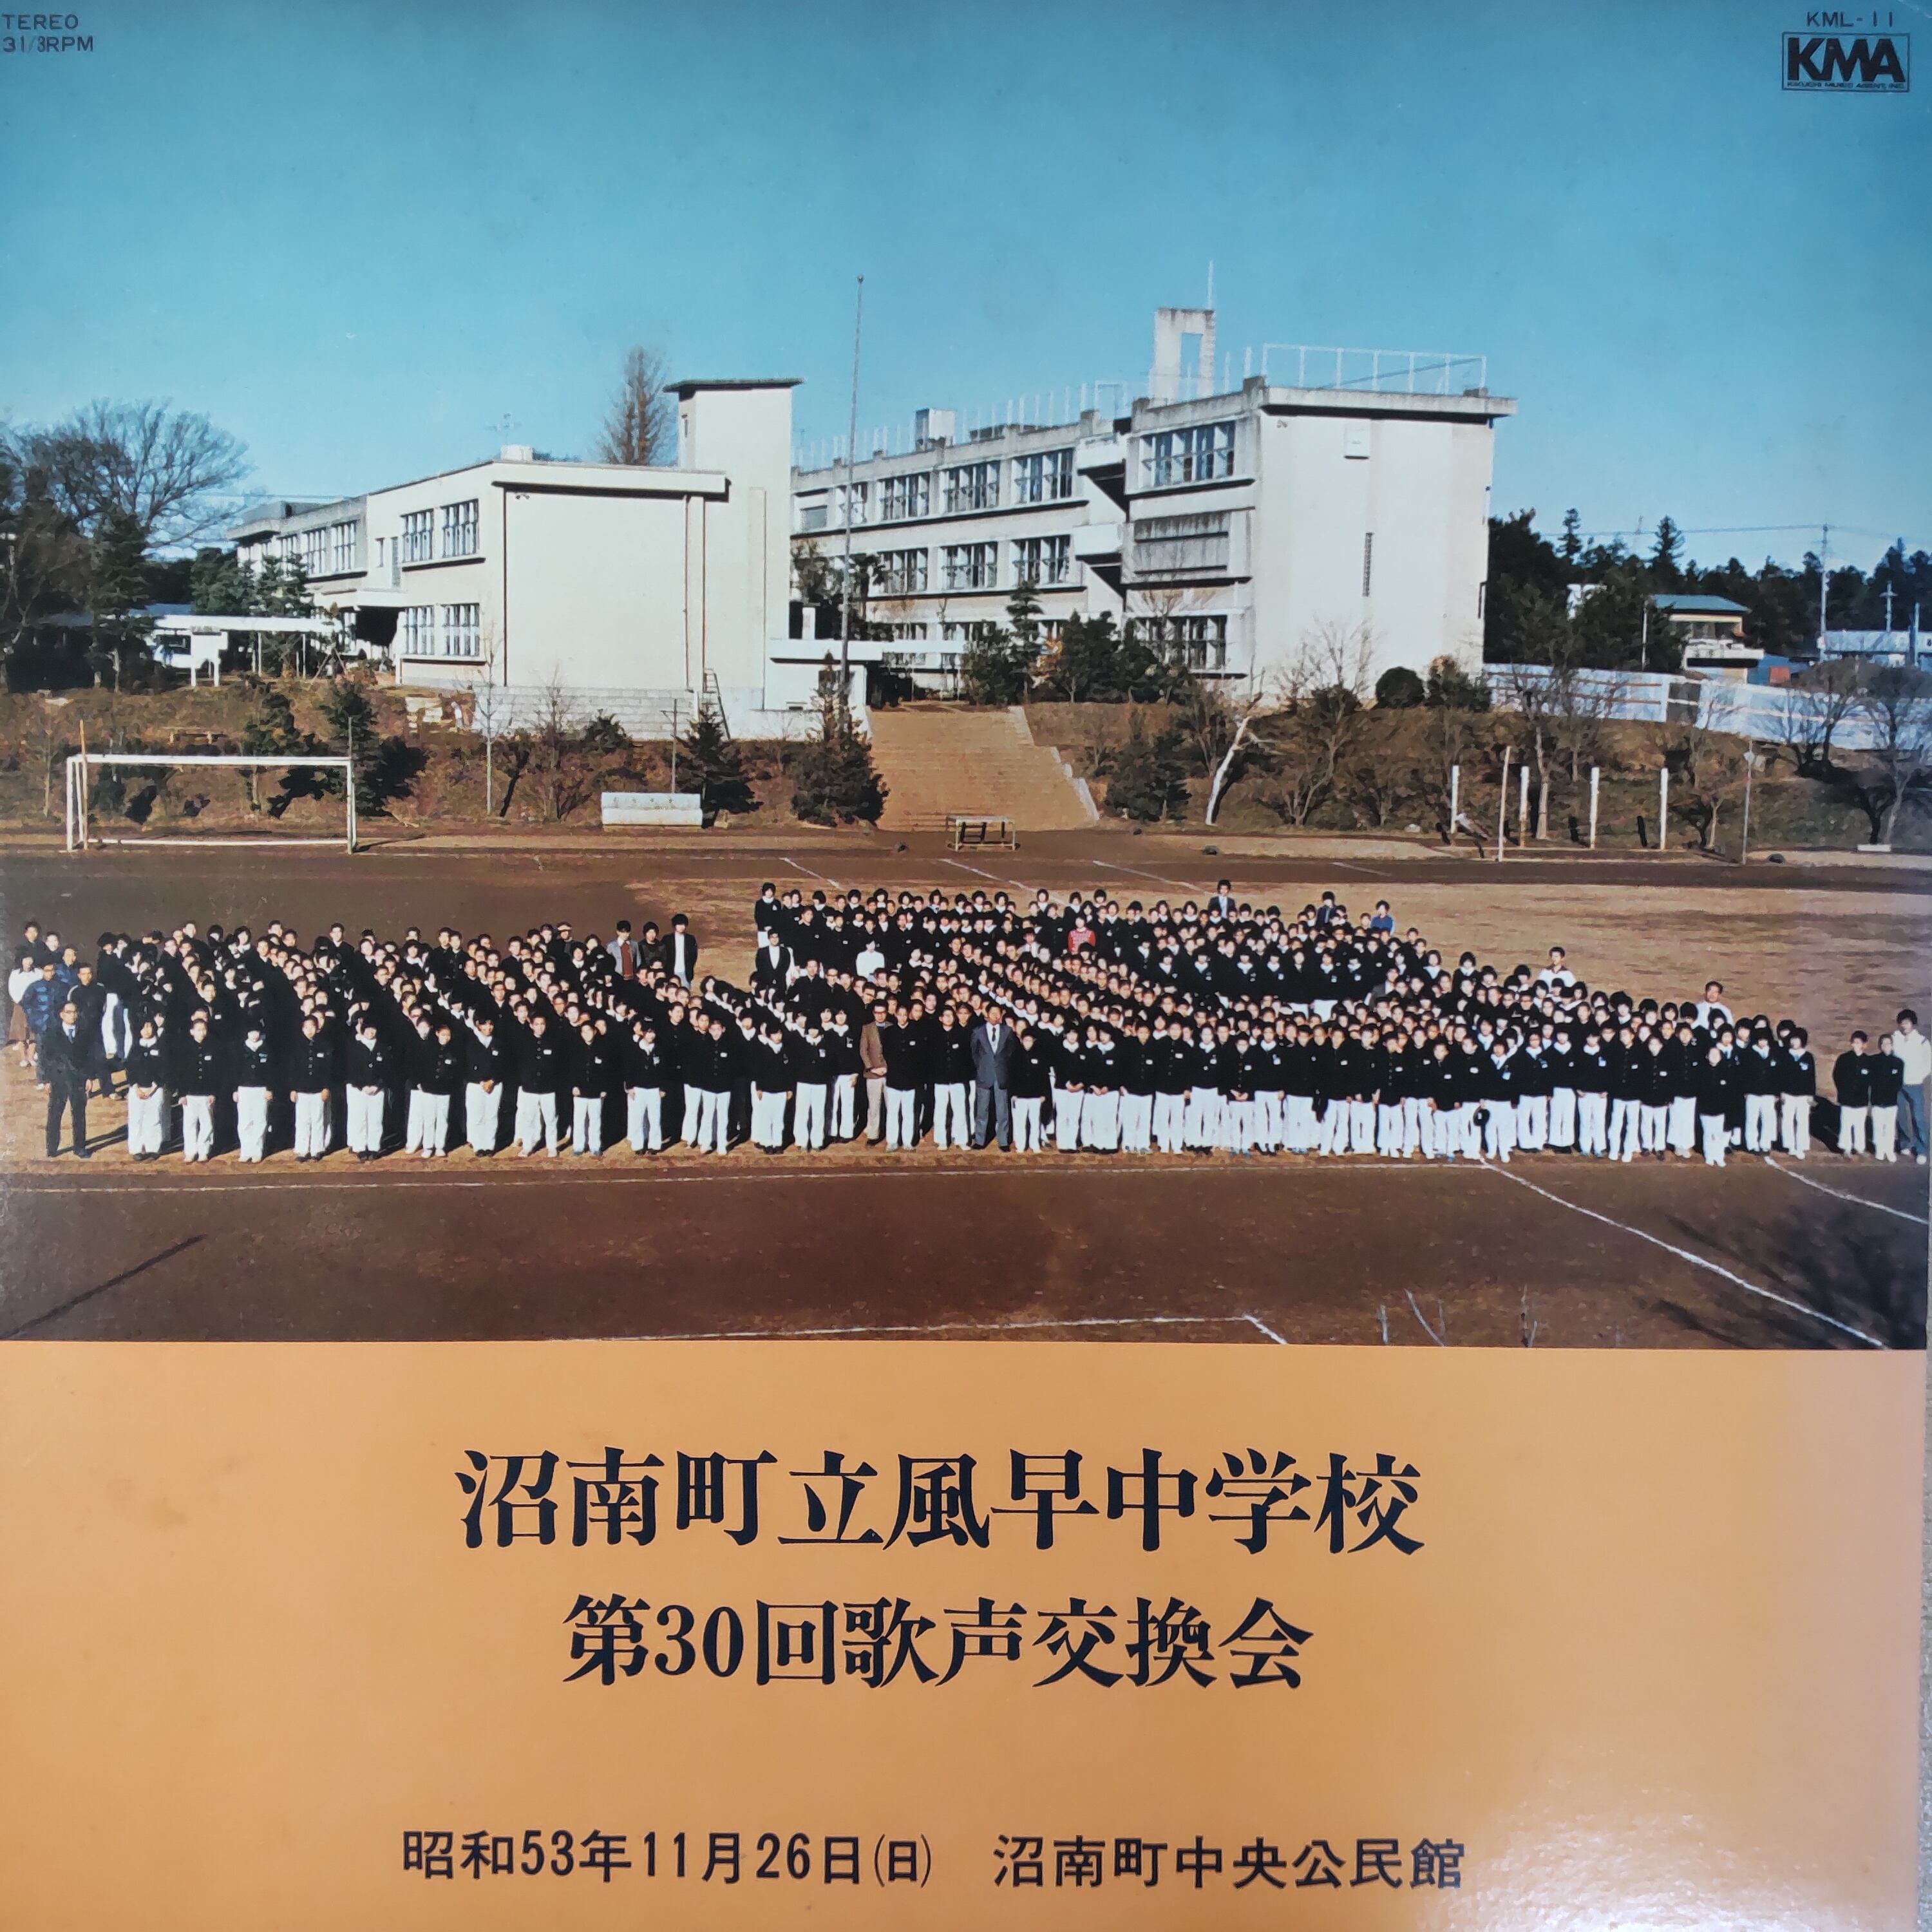 TEREO
31/3RPM
KML-11
KMA
沼南町立風早中学校
第30回歌声交換会
昭和53年11月26日(日) 沼南町中央公民館